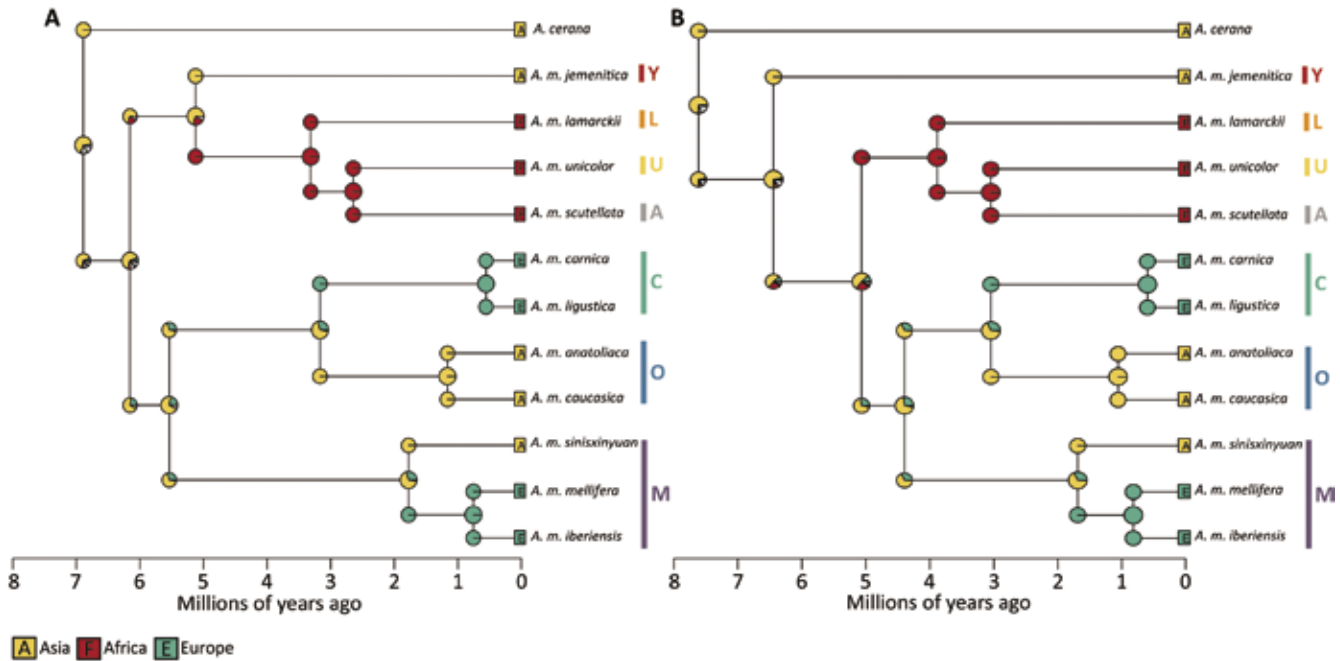 A
A A. cerana
A A. m. jemenitica Y
A. m. lamarckii L
A. m. unicolor U
A. m. scutellata A
E A. m. carnica
C
E A. m. ligustica
A A. m. anatoliaca
O
A A. m. caucasica
A A. m. sinisxinyuan
E A. m. mellifera M
E A. m. iberiensis
8 7 6 5 4 3 2 1 0
Millions of years ago
B
A A. cerana
A A. m. jemenitica Y
A. m. lamarckii L
A. m. unicolor U
A. m. scutellata A
E A. m. carnica
C
E A. m. ligustica
A A. m. anatoliaca
O
A A. m. caucasica
A A. m. sinisxinyuan
E A. m. mellifera M
E A. m. iberiensis
8 7 6 5 4 3 2 1 0
Millions of years ago
A Asia F Africa E Europe